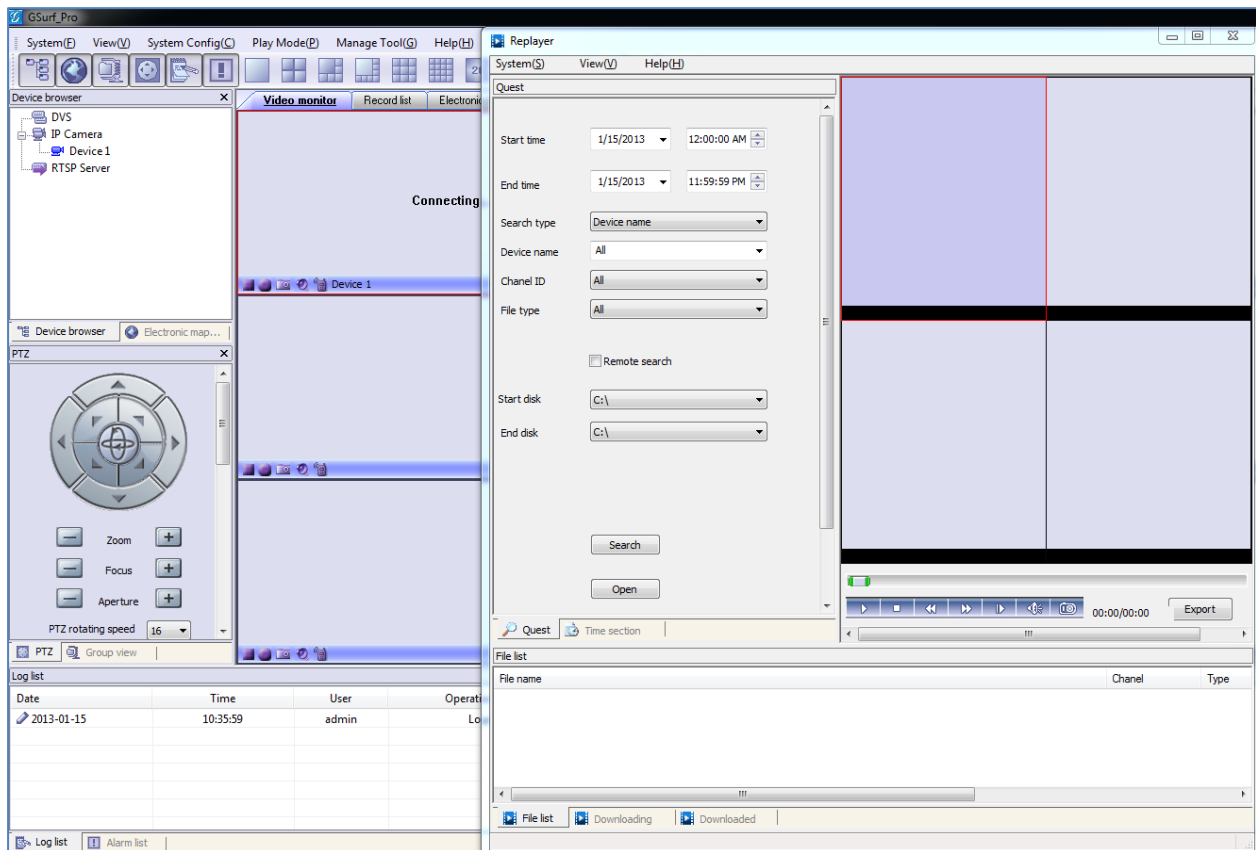 GSurf_Pro
System(F) View(V) System Config(C) Play Mode(P) Manage Tool(G) Help(H)
Device browser X
DVS
IP Camera
Device 1
RTSP Server
Device browser Electronic map...
PTZ X
Zoom
Focus
Aperture
PTZ rotating speed 16
PTZ Group view
Video monitor Record list Electronic
Connecting
Device 1
Log list
Date Time User Operati
2013-01-15 10:35:59 admin Lo
Log list Alarm list
Replayer
System(S) View(V) Help(H)
Quest
Start time 1/15/2013 12:00:00 AM
End time 1/15/2013 11:59:59 PM
Search type Device name
Device name All
Chanel ID All
File type All
Remote search
Start disk C:\
End disk C:\
Search
Open
Quest Time section
00:00/00:00 Export
File list
File name Chanel Type
File list Downloading Downloaded